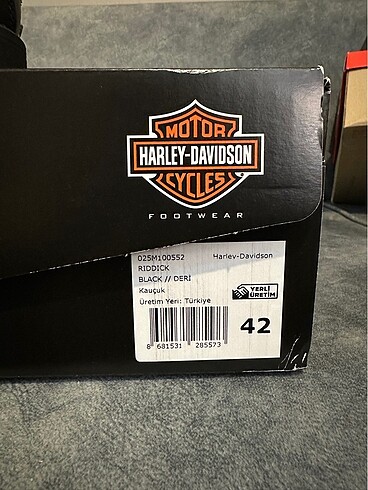 MOTOR
HARLEY-DAVIDSON
CYCLES
FOOTWEAR
025M100552 Harley-Davidson
RIDDICK
BLACK // DERİ
Kauçuk
YERLİ ÜRETİM
Üretim Yeri: Türkiye
42
8 681531 285573